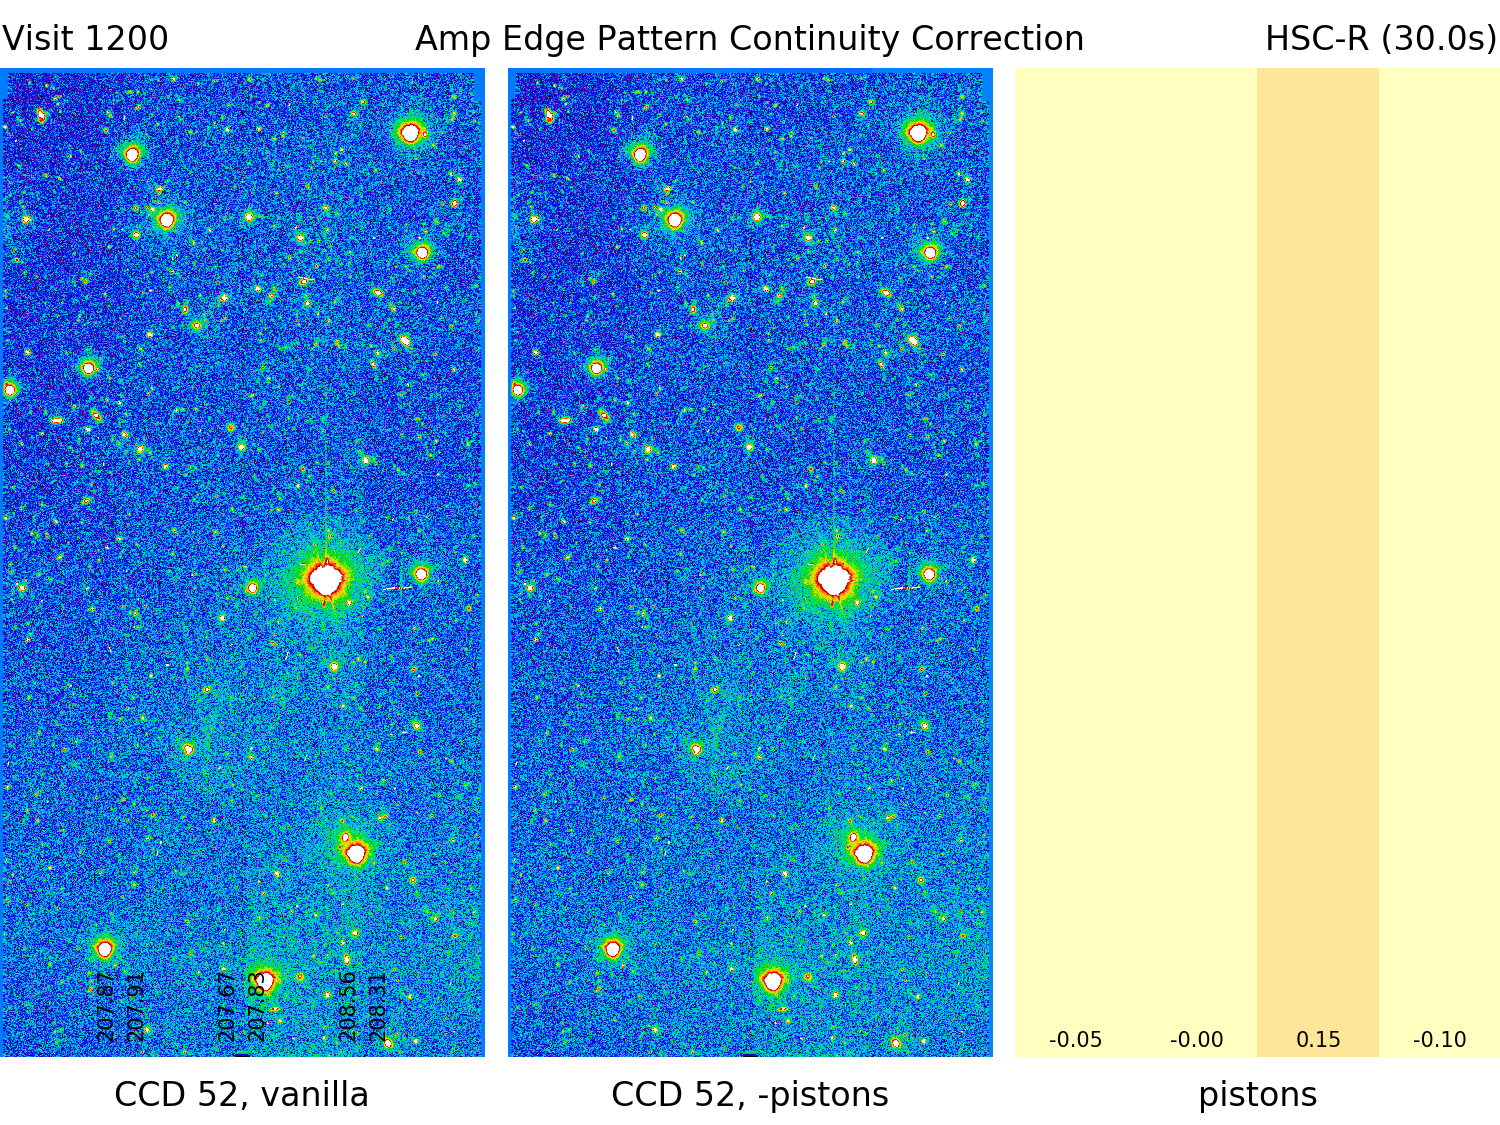 Visit 1200 Amp Edge Pattern Continuity Correction HSC-R (30.0s)
207.87
207.91
207.67
207.83
208.56
208.31
-0.05 -0.00 0.15 -0.10
CCD 52, vanilla CCD 52, -pistons pistons